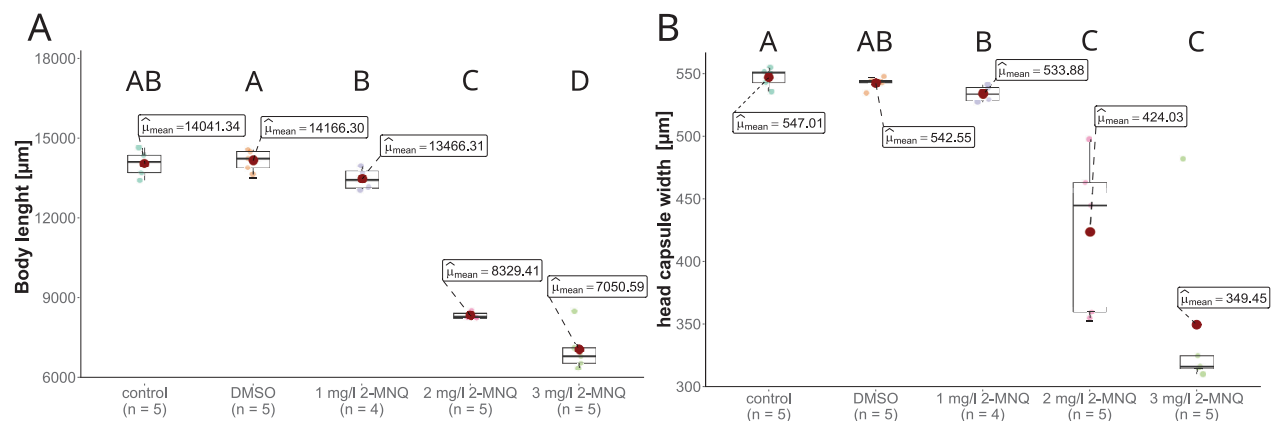 A
18000
15000
12000
9000
6000
Body lenght [µm]
AB
A
B
C
D
μ̂mean = 14041.34
μ̂mean = 14166.30
μ̂mean = 13466.31
μ̂mean = 8329.41
μ̂mean = 7050.59
control
(n = 5)
DMSO
(n = 5)
1 mg/l 2-MNQ
(n = 4)
2 mg/l 2-MNQ
(n = 5)
3 mg/l 2-MNQ
(n = 5)
B
550
500
450
400
350
300
head capsule width [µm]
A
AB
B
C
C
μ̂mean = 547.01
μ̂mean = 542.55
μ̂mean = 533.88
μ̂mean = 424.03
μ̂mean = 349.45
control
(n = 5)
DMSO
(n = 5)
1 mg/l 2-MNQ
(n = 4)
2 mg/l 2-MNQ
(n = 5)
3 mg/l 2-MNQ
(n = 5)